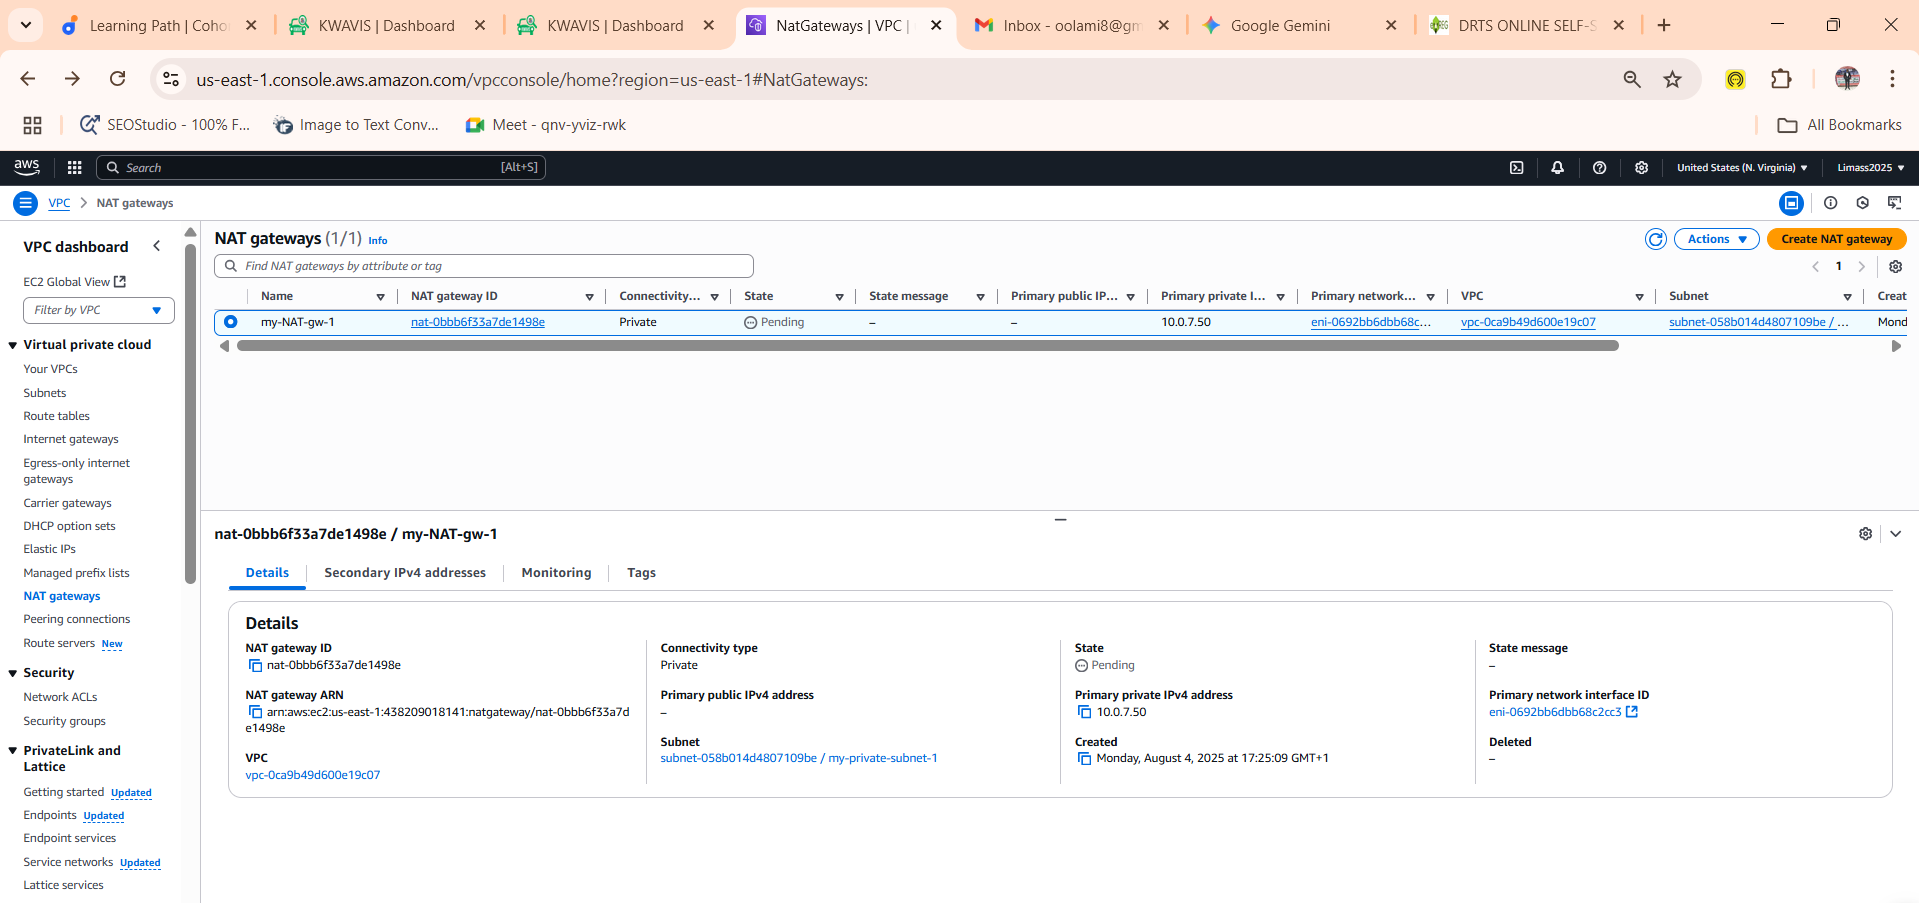 Learning Path | Coho
KWAVIS | Dashboard
KWAVIS | Dashboard
NatGateways | VPC |
Inbox - oolami8@gm
Google Gemini
DRTS ONLINE SELF-S
us-east-1.console.aws.amazon.com/vpcconsole/home?region=us-east-1#NatGateways:
SEOStudio - 100% F...
Image to Text Conv...
Meet - qnv-yviz-rwk
All Bookmarks
aws
Search
[Alt+S]
United States (N. Virginia)
Limass2025
VPC > NAT gateways
VPC dashboard
EC2 Global View
Filter by VPC
Virtual private cloud
Your VPCs
Subnets
Route tables
Internet gateways
Egress-only internet
gateways
Carrier gateways
DHCP option sets
Elastic IPs
Managed prefix lists
NAT gateways
Peering connections
Route servers New
Security
Network ACLs
Security groups
PrivateLink and
Lattice
Getting started Updated
Endpoints Updated
Endpoint services
Service networks Updated
Lattice services
NAT gateways (1/1) Info
Actions
Create NAT gateway
Find NAT gateways by attribute or tag
1
Name NAT gateway ID Connectivity... State State message Primary public IP... Primary private I... Primary network... VPC Subnet Creat
my-NAT-gw-1 nat-0bbb6f33a7de1498e Private Pending – – 10.0.7.50 eni-0692bb6dbb68c... vpc-0ca9b49d600e19c07 subnet-058b014d4807109be / ... Mond
nat-0bbb6f33a7de1498e / my-NAT-gw-1
Details
Secondary IPv4 addresses
Monitoring
Tags
Details
NAT gateway ID
nat-0bbb6f33a7de1498e
NAT gateway ARN
arn:aws:ec2:us-east-1:438209018141:natgateway/nat-0bbb6f33a7d
e1498e
VPC
vpc-0ca9b49d600e19c07
Connectivity type
Private
Primary public IPv4 address
–
Subnet
subnet-058b014d4807109be / my-private-subnet-1
State
Pending
Primary private IPv4 address
10.0.7.50
Created
Monday, August 4, 2025 at 17:25:09 GMT+1
State message
–
Primary network interface ID
eni-0692bb6dbb68c2cc3
Deleted
–